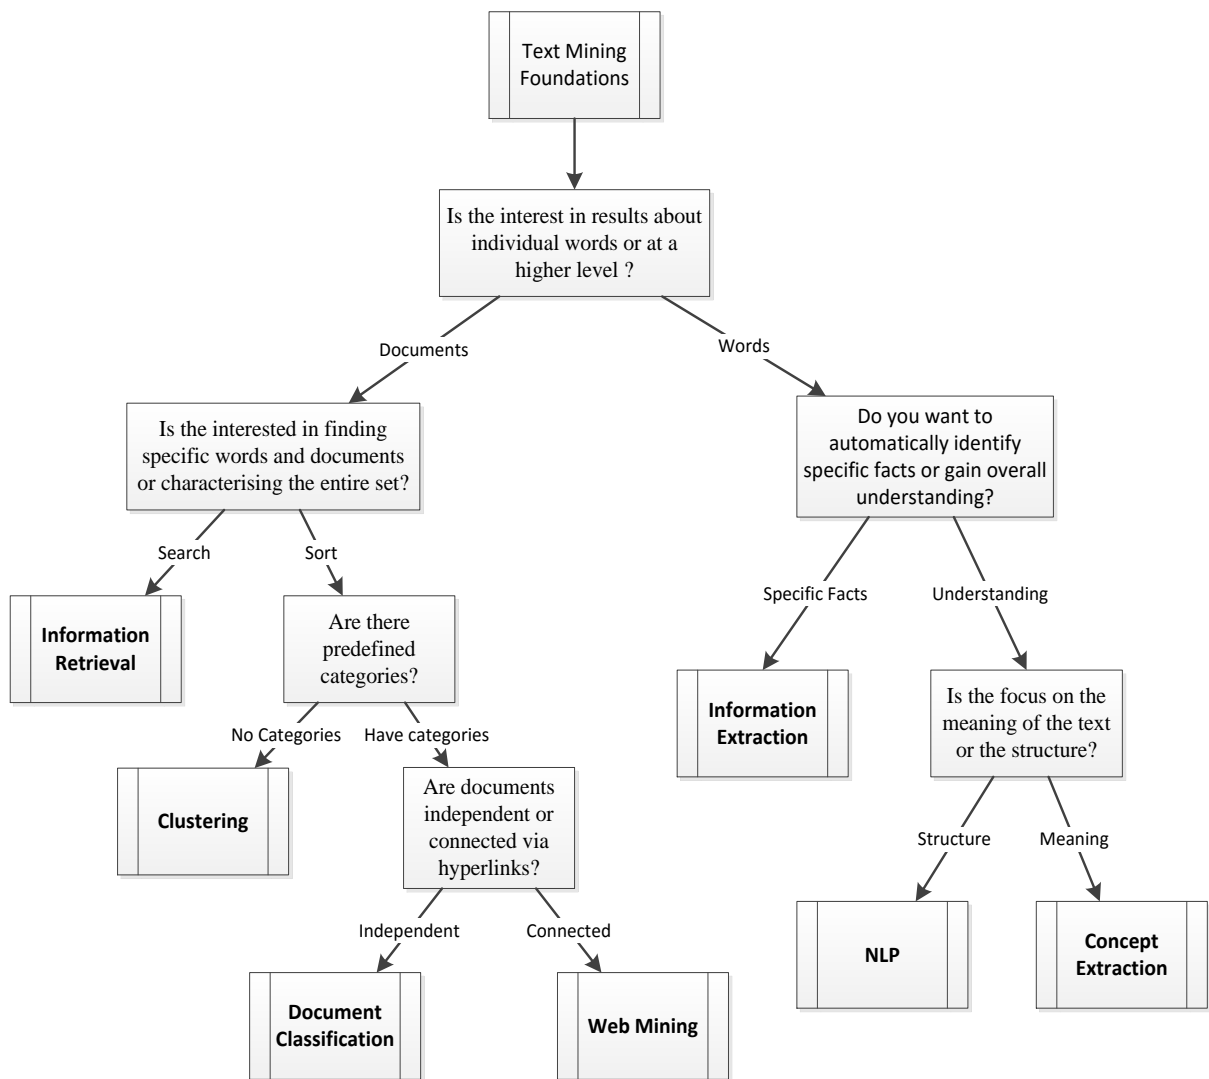 Text Mining
Foundations
Is the interest in results about
individual words or at a
higher level ?
Documents
Words
Is the interested in finding
specific words and documents
or characterising the entire set?
Do you want to
automatically identify
specific facts or gain overall
understanding?
Search
Sort
Specific Facts
Understanding
Information
Retrieval
Are there
predefined
categories?
Information
Extraction
Is the focus on the
meaning of the text
or the structure?
No Categories
Have categories
Clustering
Are documents
independent or
connected via
hyperlinks?
Structure
Meaning
Independent
Connected
NLP
Concept
Extraction
Document
Classification
Web Mining